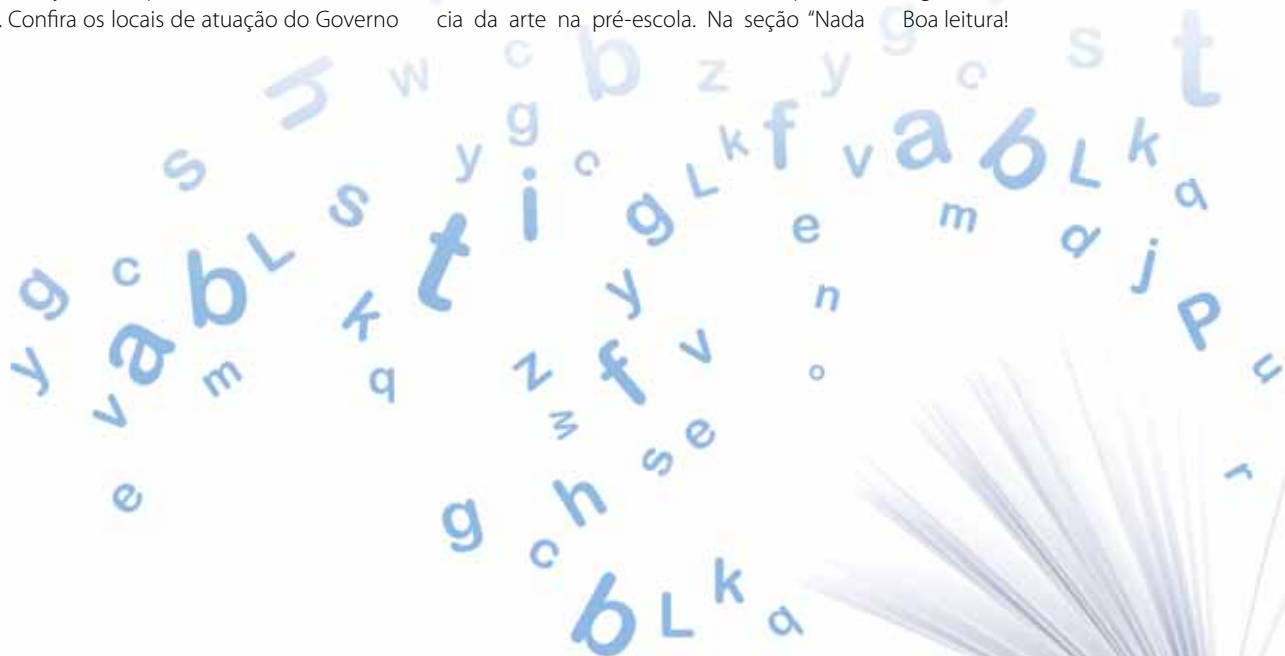 . Confira os locais de atuação do Governo
cia da arte na pré-escola. Na seção “Nada
Boa leitura!
h w c b z y g c s t
s y g c L k f v a b L k q
s t i g e m q j
g c b L k y n P
y v a m q z f v o u
w s e
e g h r
c b L k q